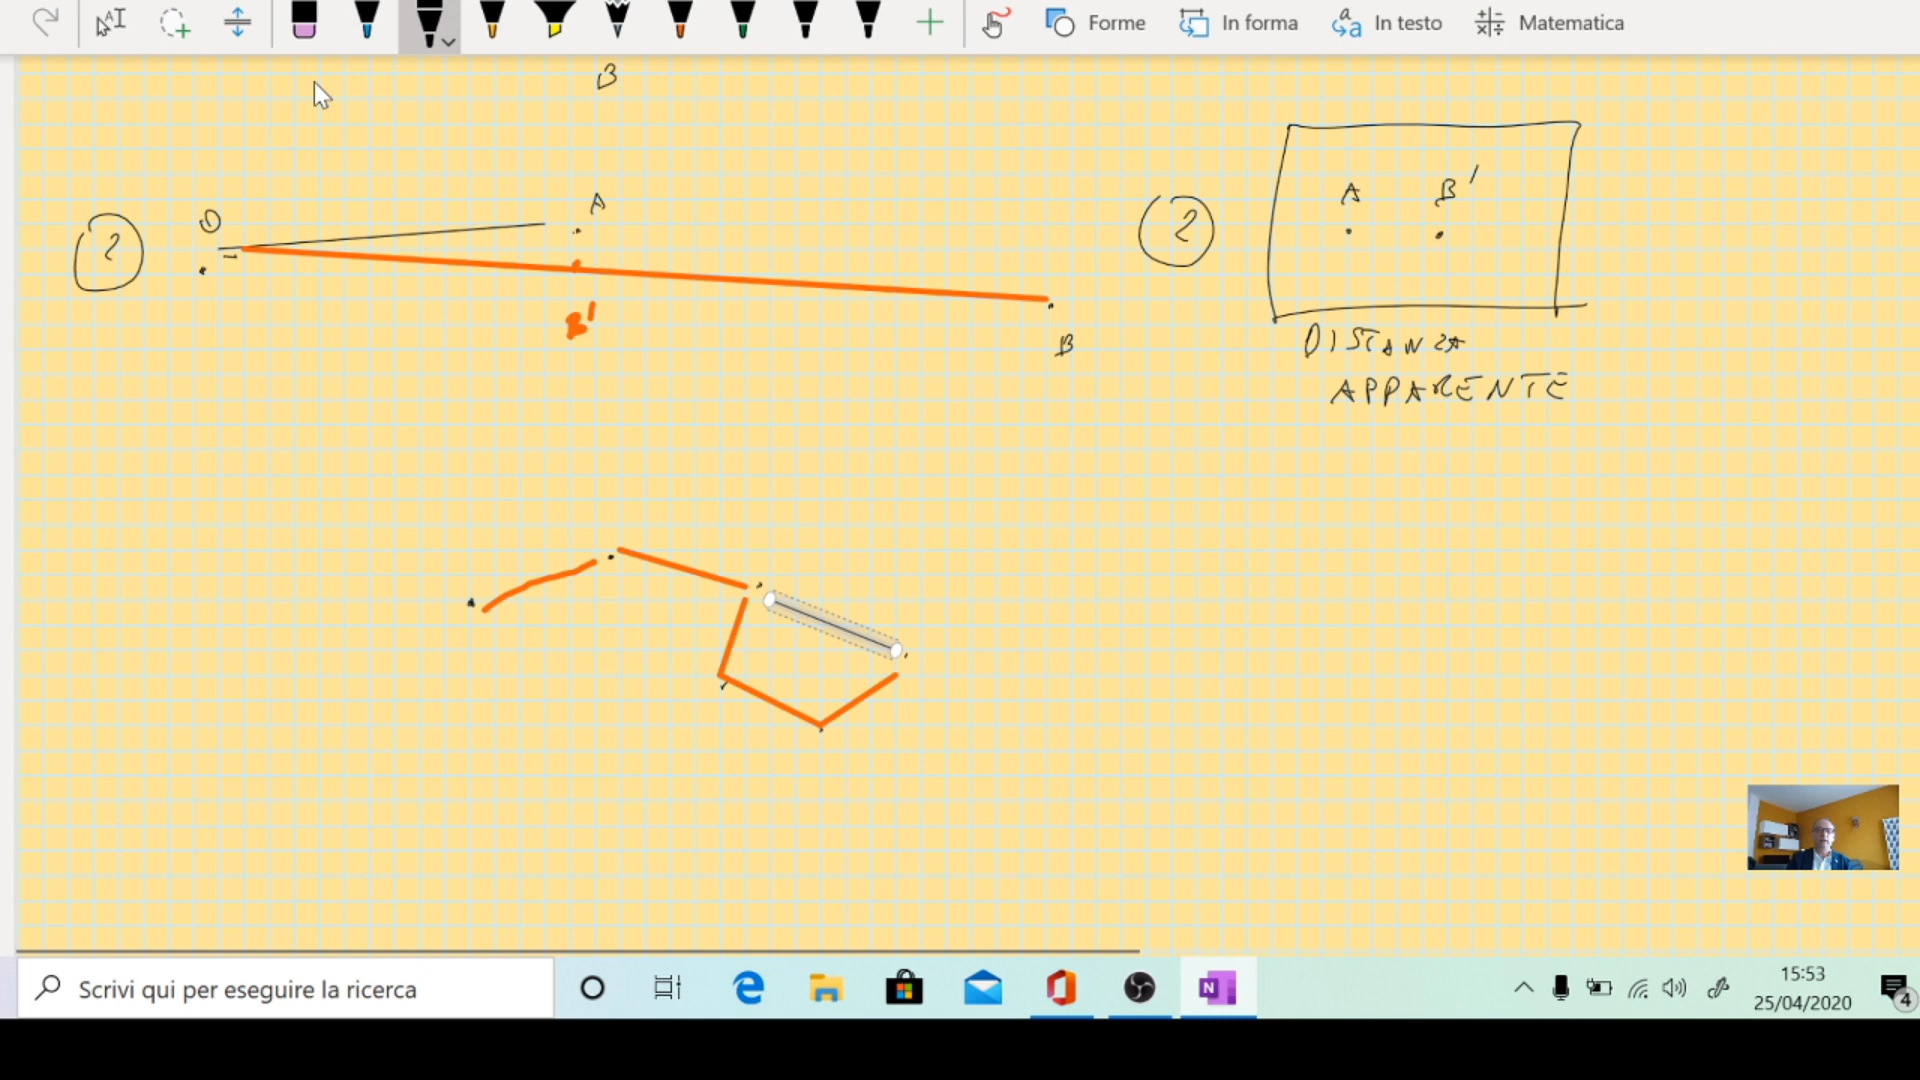 Forme In forma In testo Matematica
B
A
O
2
B'
B
A B'
2
DISTANZA
APPARENTE
Scrivi qui per eseguire la ricerca
N
15:53
25/04/2020
4